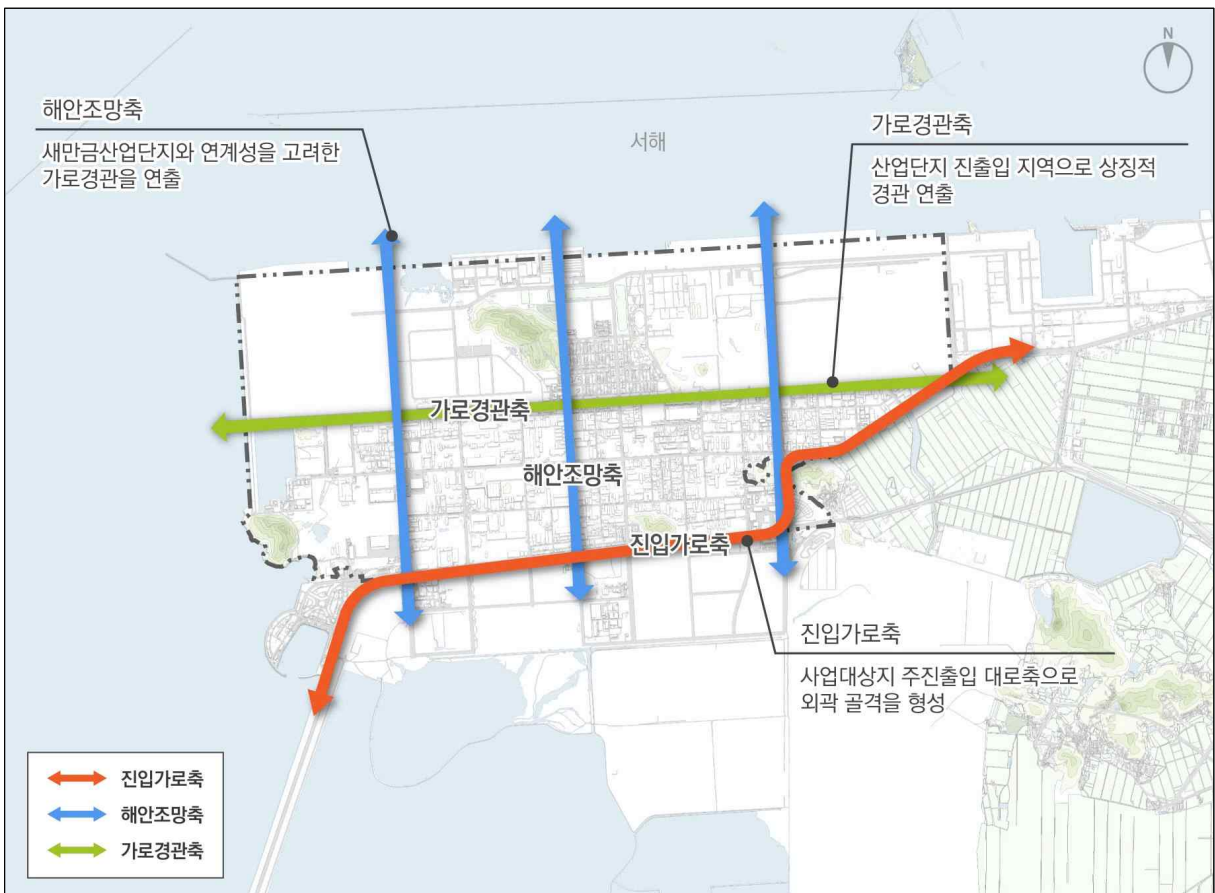 N
해안조망축
새만금산업단지와 연계성을 고려한
가로경관을 연출
서해
가로경관축
산업단지 진출입 지역으로 상징적
경관 연출
가로경관축
해안조망축
진입가로축
진입가로축
사업대상지 주진출입 대로축으로
외곽 골격을 형성
진입가로축
해안조망축
가로경관축